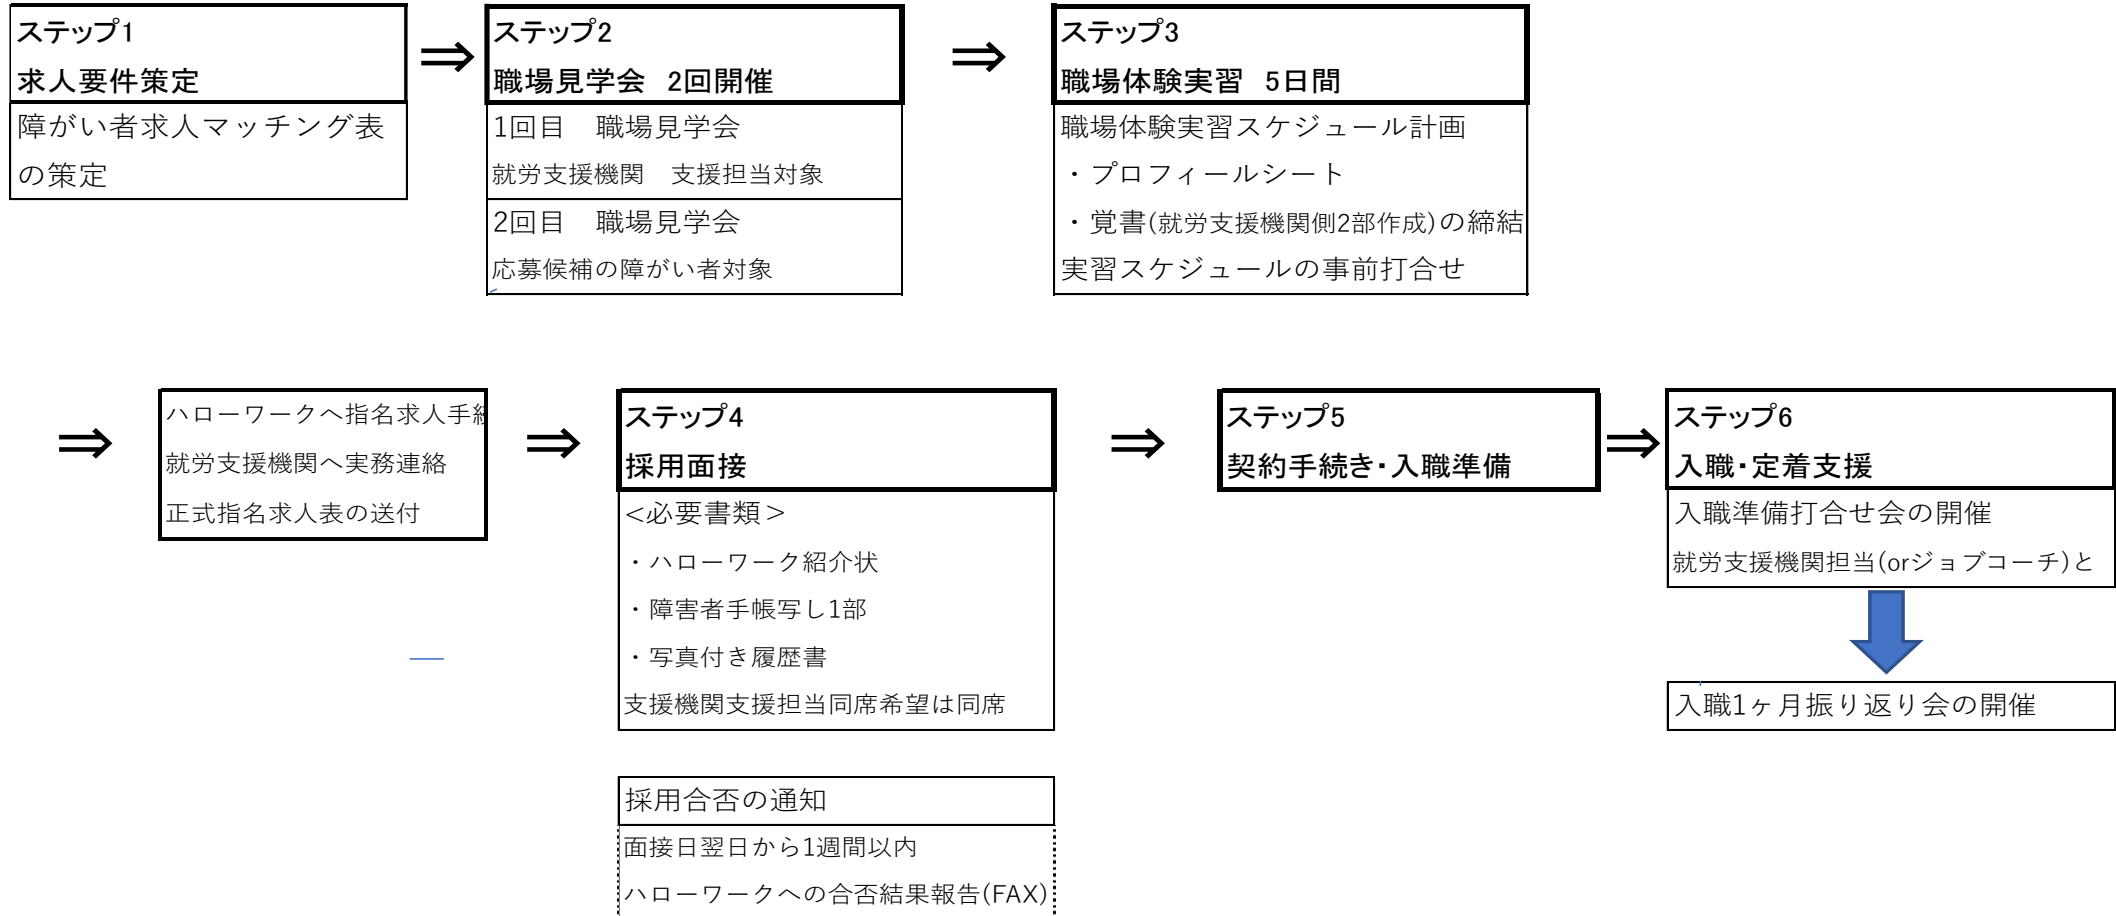 ステップ1
求人要件策定
障がい者求人マッチング表
の策定
⇒
ステップ2
職場見学会　2回開催
1回目　職場見学会
就労支援機関　支援担当対象
2回目　職場見学会
応募候補の障がい者対象
⇒
ステップ3
職場体験実習　5日間
職場体験実習スケジュール計画
・プロフィールシート
・覚書(就労支援機関側2部作成)の締結
実習スケジュールの事前打合せ
⇒
ハローワークへ指名求人手続
就労支援機関へ実務連絡
正式指名求人表の送付
⇒
ステップ4
採用面接
<必要書類>
・ハローワーク紹介状
・障害者手帳写し1部
・写真付き履歴書
支援機関支援担当同席希望は同席
採用合否の通知
面接日翌日から1週間以内
ハローワークへの合否結果報告(FAX)
⇒
ステップ5
契約手続き・入職準備
⇒
ステップ6
入職・定着支援
入職準備打合せ会の開催
就労支援機関担当(orジョブコーチ)と
入職1ヶ月振り返り会の開催